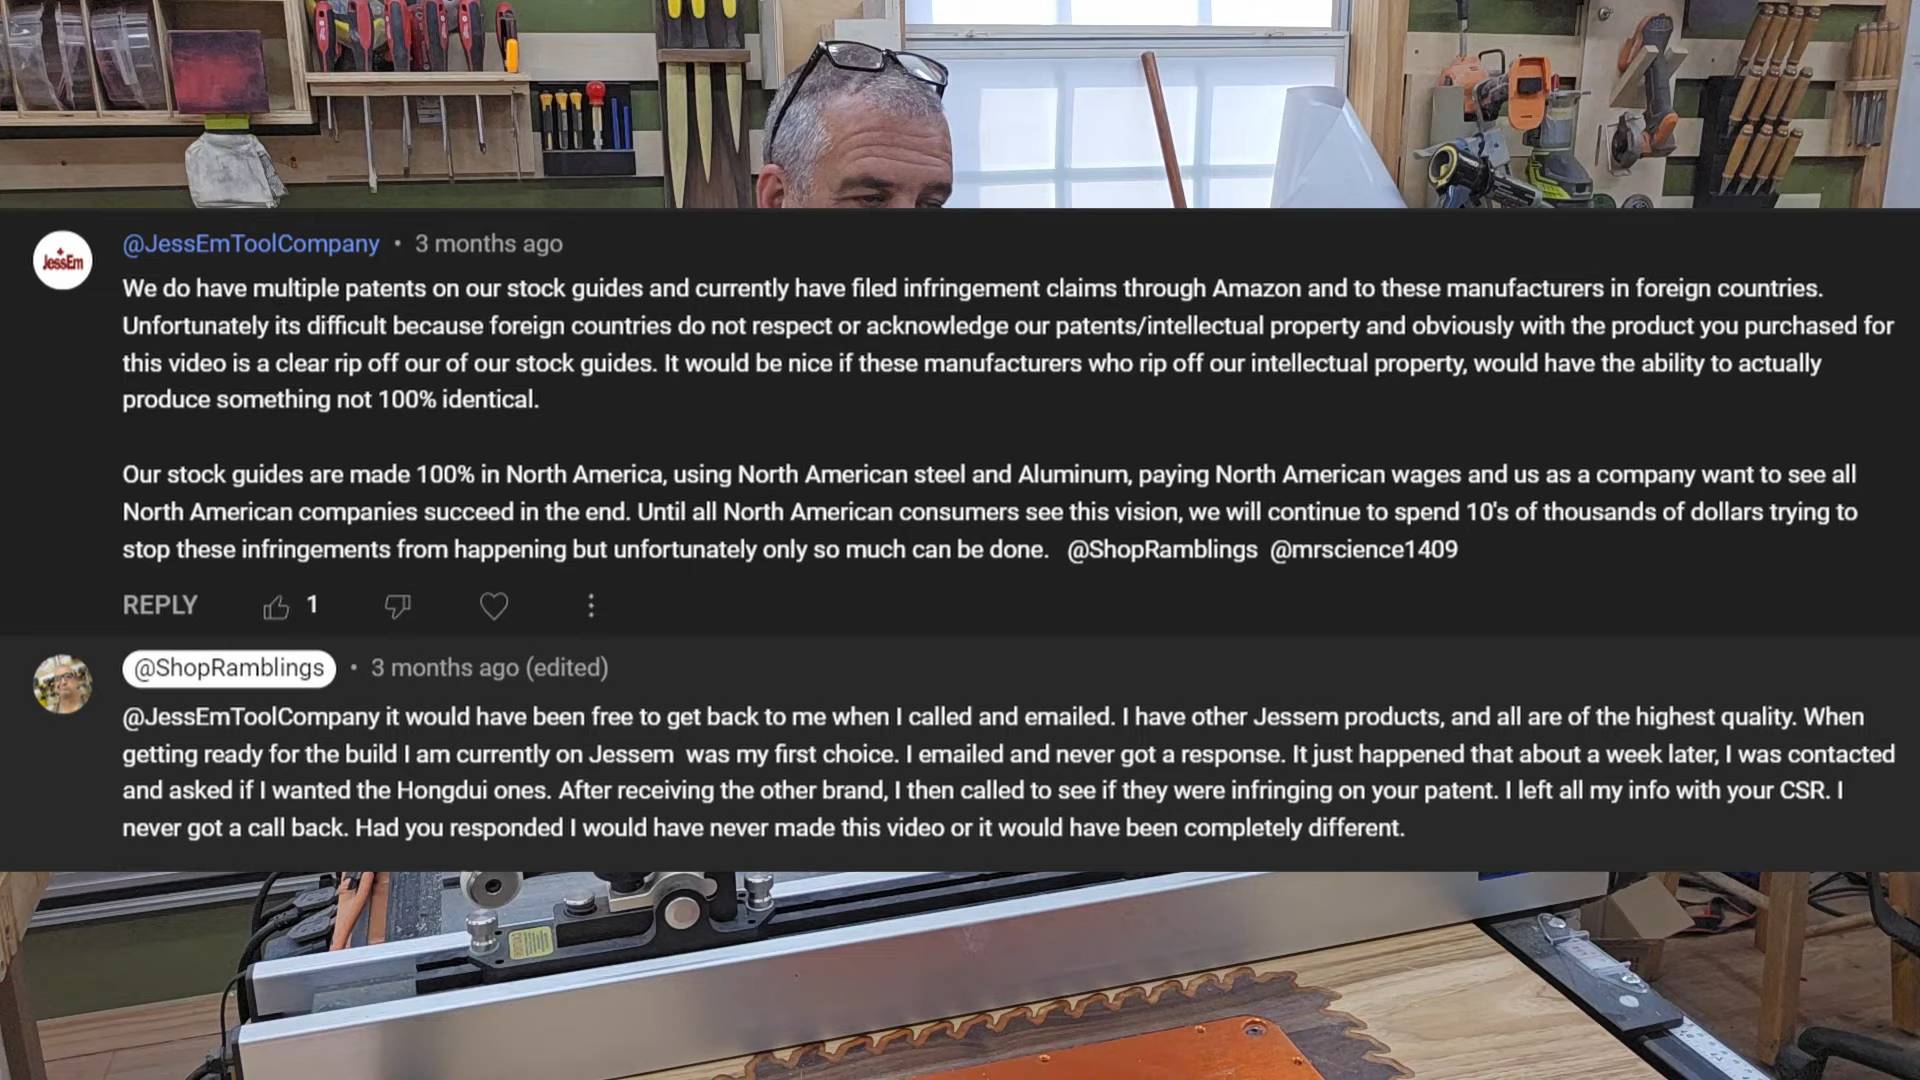 @JessEmToolCompany • 3 months ago
JessEm
We do have multiple patents on our stock guides and currently have filed infringement claims through Amazon and to these manufacturers in foreign countries.
Unfortunately its difficult because foreign countries do not respect or acknowledge our patents/intellectual property and obviously with the product you purchased for
this video is a clear rip off our of our stock guides. It would be nice if these manufacturers who rip off our intellectual property, would have the ability to actually
produce something not 100% identical.
Our stock guides are made 100% in North America, using North American steel and Aluminum, paying North American wages and us as a company want to see all
North American companies succeed in the end. Until all North American consumers see this vision, we will continue to spend 10's of thousands of dollars trying to
stop these infringements from happening but unfortunately only so much can be done. @ShopRamblings @mrscience1409
REPLY 1
@ShopRamblings • 3 months ago (edited)
@JessEmToolCompany it would have been free to get back to me when I called and emailed. I have other Jessem products, and all are of the highest quality. When
getting ready for the build I am currently on Jessem was my first choice. I emailed and never got a response. It just happened that about a week later, I was contacted
and asked if I wanted the Hongdui ones. After receiving the other brand, I then called to see if they were infringing on your patent. I left all my info with your CSR. I
never got a call back. Had you responded I would have never made this video or it would have been completely different.